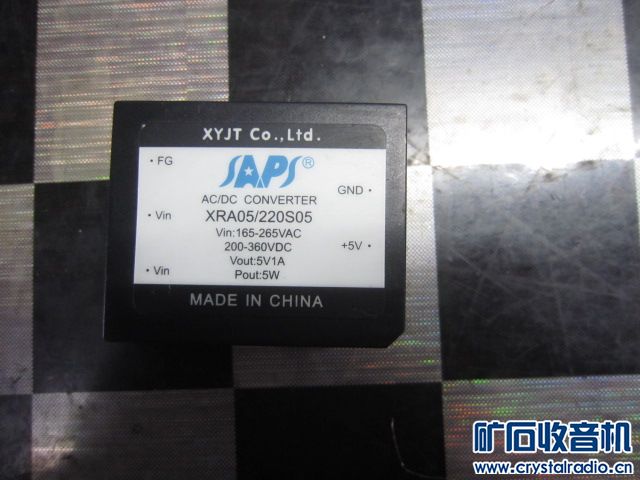 XYJT Co.,Ltd.
SAPS®
AC/DC CONVERTER
XRA05/220S05
Vin:165-265VAC
200-360VDC
Vout:5V1A
Pout:5W
· FG
· Vin
· Vin
GND ·
+5V ·
MADE IN CHINA
矿石收音机
www.crystalradio.cn